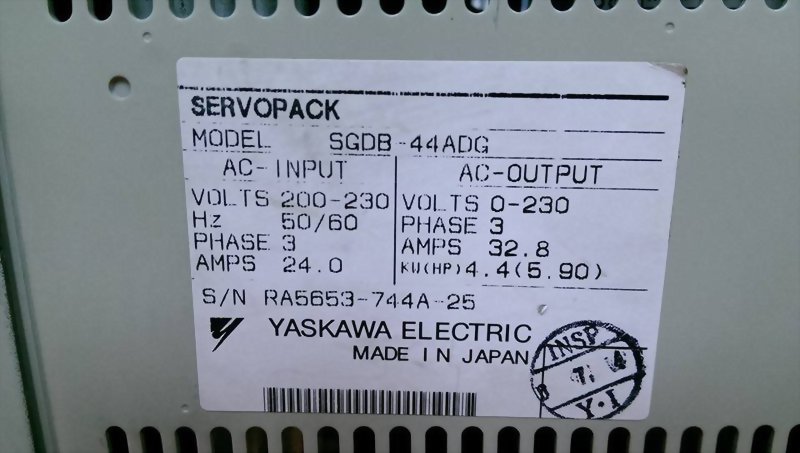 SERVOPACK
MODEL SGDB-44ADG
AC-INPUT
VOLTS 200-230
Hz 50/60
PHASE 3
AMPS 24.0
AC-OUTPUT
VOLTS 0-230
PHASE 3
AMPS 32.8
KW(HP) 4.4(5.90)
S/N RA5653-744A-25
YASKAWA ELECTRIC
MADE IN JAPAN
INSP
Y.I